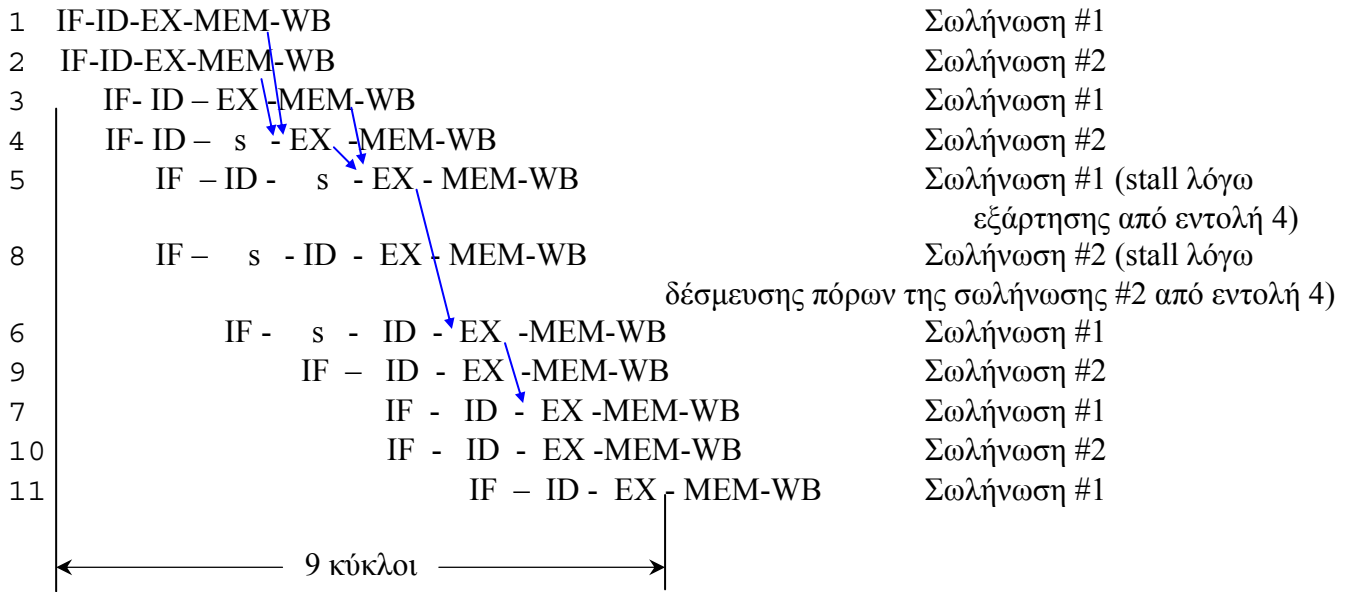 1 IF-ID-EX-MEM-WB Σωλήνωση #1
2 IF-ID-EX-MEM-WB Σωλήνωση #2
3 IF- ID – EX -MEM-WB Σωλήνωση #1
4 IF- ID – s - EX -MEM-WB Σωλήνωση #2
5 IF – ID - s - EX - MEM-WB Σωλήνωση #1 (stall λόγω
εξάρτησης από εντολή 4)
8 IF – s - ID - EX - MEM-WB Σωλήνωση #2 (stall λόγω
δέσμευσης πόρων της σωλήνωσης #2 από εντολή 4)
6 IF - s - ID - EX -MEM-WB Σωλήνωση #1
9 IF – ID - EX -MEM-WB Σωλήνωση #2
7 IF - ID - EX -MEM-WB Σωλήνωση #1
10 IF - ID - EX -MEM-WB Σωλήνωση #2
11 IF – ID - EX - MEM-WB Σωλήνωση #1
9 κύκλοι